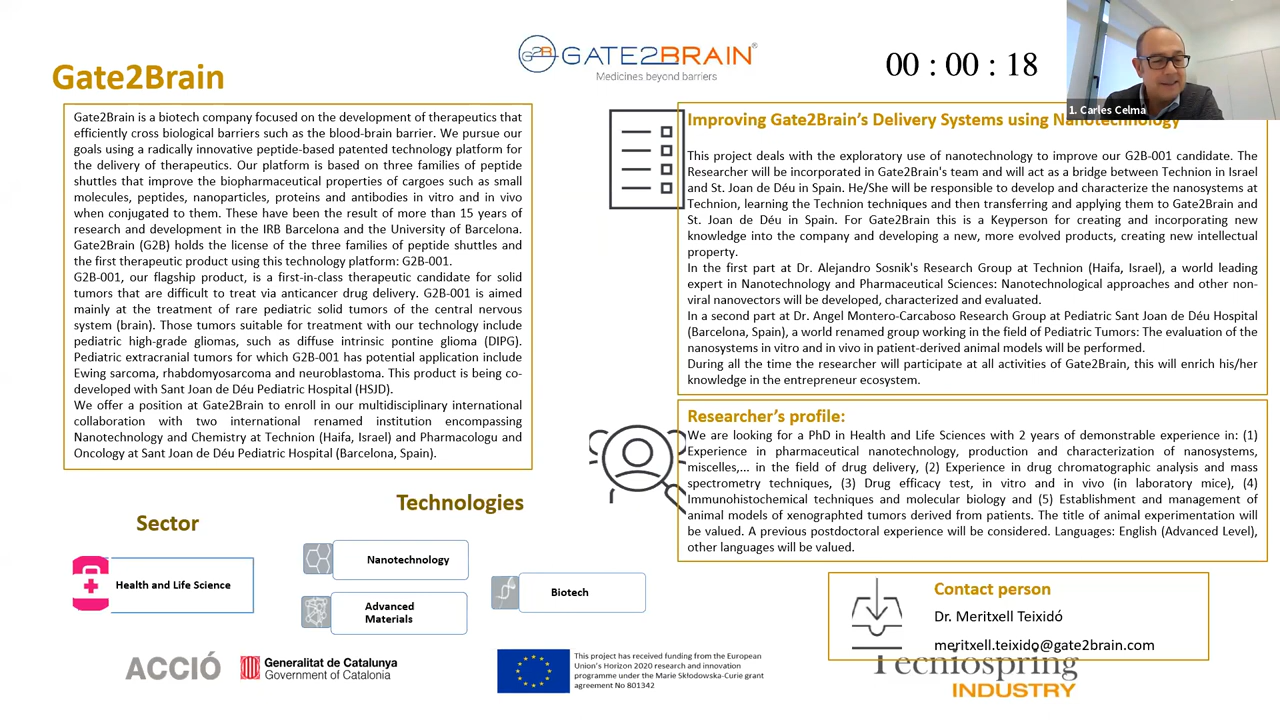 GATE2BRAIN®
Medicines beyond barriers
00 : 00 : 18
1. Carles Celma
Gate2Brain
Gate2Brain is a biotech company focused on the development of therapeutics that
efficiently cross biological barriers such as the blood-brain barrier. We pursue our
goals using a radically innovative peptide-based patented technology platform for
the delivery of therapeutics. Our platform is based on three families of peptide
shuttles that improve the biopharmaceutical properties of cargoes such as small
molecules, peptides, nanoparticles, proteins and antibodies in vitro and in vivo
when conjugated to them. These have been the result of more than 15 years of
research and development in the IRB Barcelona and the University of Barcelona.
Gate2Brain (G2B) holds the license of the three families of peptide shuttles and
the first therapeutic product using this technology platform: G2B-001.
G2B-001, our flagship product, is a first-in-class therapeutic candidate for solid
tumors that are difficult to treat via anticancer drug delivery. G2B-001 is aimed
mainly at the treatment of rare pediatric solid tumors of the central nervous
system (brain). Those tumors suitable for treatment with our technology include
pediatric high-grade gliomas, such as diffuse intrinsic pontine glioma (DIPG).
Pediatric extracranial tumors for which G2B-001 has potential application include
Ewing sarcoma, rhabdomyosarcoma and neuroblastoma. This product is being co-
developed with Sant Joan de Déu Pediatric Hospital (HSJD).
We offer a position at Gate2Brain to enroll in our multidisciplinary international
collaboration with two international renamed institution encompassing
Nanotechnology and Chemistry at Technion (Haifa, Israel) and Pharmacologu and
Oncology at Sant Joan de Déu Pediatric Hospital (Barcelona, Spain).
Improving Gate2Brain's Delivery Systems using Nanotechnology
This project deals with the exploratory use of nanotechnology to improve our G2B-001 candidate. The
Researcher will be incorporated in Gate2Brain's team and will act as a bridge between Technion in Israel
and St. Joan de Déu in Spain. He/She will be responsible to develop and characterize the nanosystems at
Technion, learning the Technion techniques and then transferring and applying them to Gate2Brain and
St. Joan de Déu in Spain. For Gate2Brain this is a Keyperson for creating and incorporating new
knowledge into the company and developing a new, more evolved products, creating new intellectual
property.
In the first part at Dr. Alejandro Sosnik's Research Group at Technion (Haifa, Israel), a world leading
expert in Nanotechnology and Pharmaceutical Sciences: Nanotechnological approaches and other non-
viral nanovectors will be developed, characterized and evaluated.
In a second part at Dr. Angel Montero-Carcaboso Research Group at Pediatric Sant Joan de Déu Hospital
(Barcelona, Spain), a world renamed group working in the field of Pediatric Tumors: The evaluation of the
nanosystems in vitro and in vivo in patient-derived animal models will be performed.
During all the time the researcher will participate at all activities of Gate2Brain, this will enrich his/her
knowledge in the entrepreneur ecosystem.
Researcher's profile:
We are looking for a PhD in Health and Life Sciences with 2 years of demonstrable experience in: (1)
Experience in pharmaceutical nanotechnology, production and characterization of nanosystems,
miscelles,... in the field of drug delivery, (2) Experience in drug chromatographic analysis and mass
spectrometry techniques, (3) Drug efficacy test, in vitro and in vivo (in laboratory mice), (4)
Immunohistochemical techniques and molecular biology and (5) Establishment and management of
animal models of xenographted tumors derived from patients. The title of animal experimentation will
be valued. A previous postdoctoral experience will be considered. Languages: English (Advanced Level),
other languages will be valued.
Sector
Health and Life Science
Technologies
Nanotechnology
Advanced
Materials
Biotech
Contact person
Dr. Meritxell Teixidó
meritxell.teixido@gate2brain.com
ACCIÓ
Generalitat de Catalunya
Government of Catalonia
This project has received funding from the European
Union's Horizon 2020 research and innovation
programme under the Marie Skłodowska-Curie grant
agreement No 801342
Tecniospring
INDUSTRY